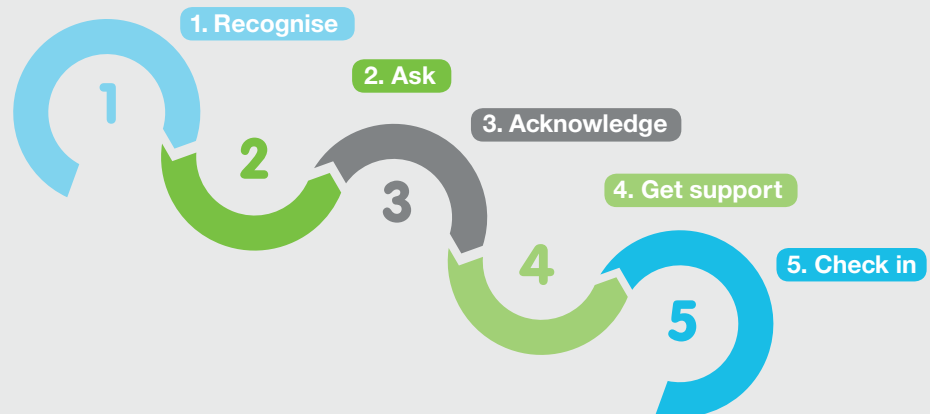 1. Recognise
1
2. Ask
2
3. Acknowledge
3
4. Get support
4
5. Check in
5